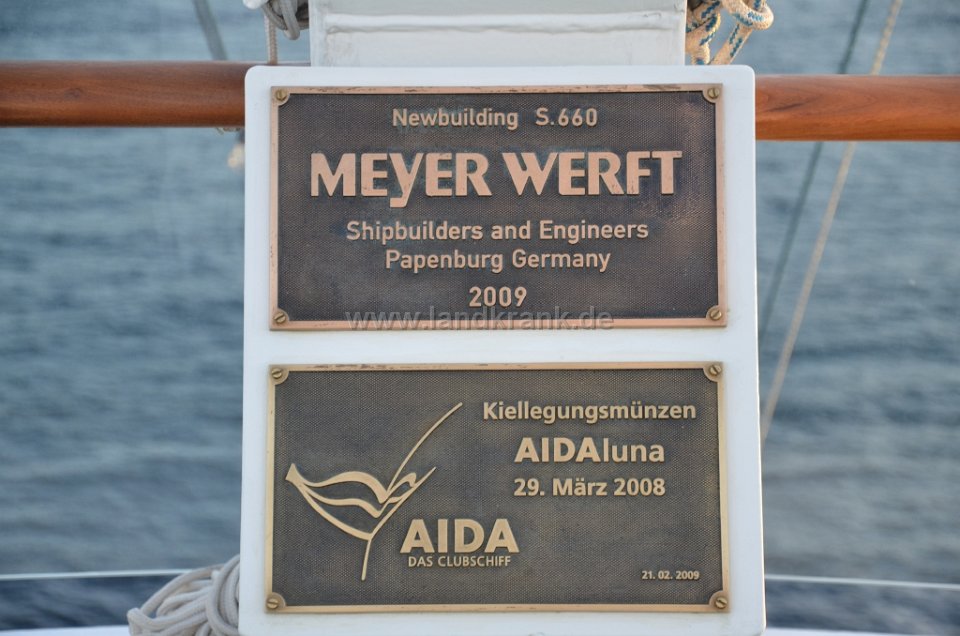 Newbuilding S.660
MEYER WERFT
Shipbuilders and Engineers
Papenburg Germany
2009
www.landkrank.de
Kiellegungsmünzen
AIDAluna
29. März 2008
AIDA
DAS CLUBSCHIFF
21. 02. 2009